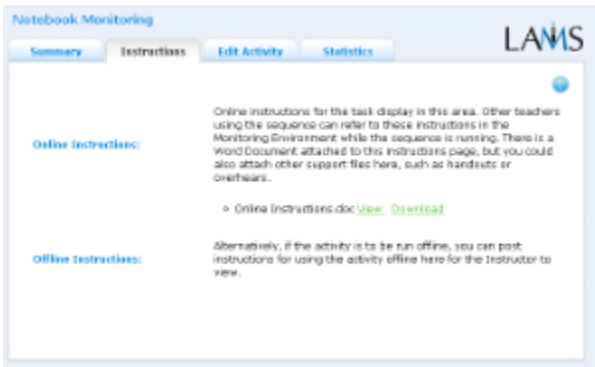 Notebook Monitoring
LAMS
Summary Instructions Edit Activity Statistics
Online instructions for the task display in this area. Other teachers
using the sequence can refer to these instructions in the
Monitoring Environment while the sequence is running. There is a
Word Document attached to this instructions page, but you could
also attach other support files here, such as handouts or
overhears.
Online Instructions:
Online Instructions.doc View Download
Alternatively, if the activity is to be run offline, you can post
instructions for using the activity offline here for the Instructor to
view.
Offline Instructions: